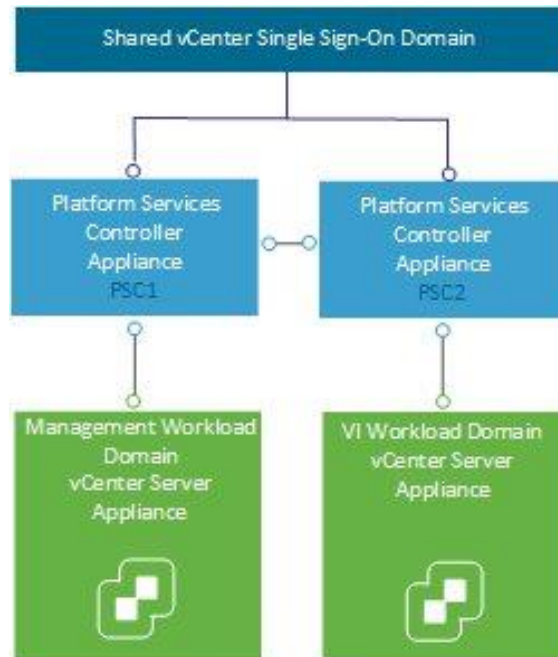 Shared vCenter Single Sign-On Domain
Platform Services
Controller
Appliance
PSC1
Platform Services
Controller
Appliance
PSC2
Management Workload
Domain
vCenter Server
Appliance
VI Workload Domain
vCenter Server
Appliance